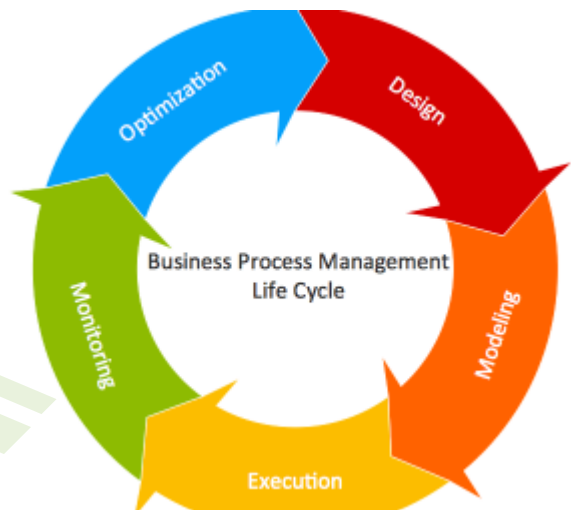 Optimization
Design
Business Process Management
Life Cycle
Monitoring
Modeling
Execution